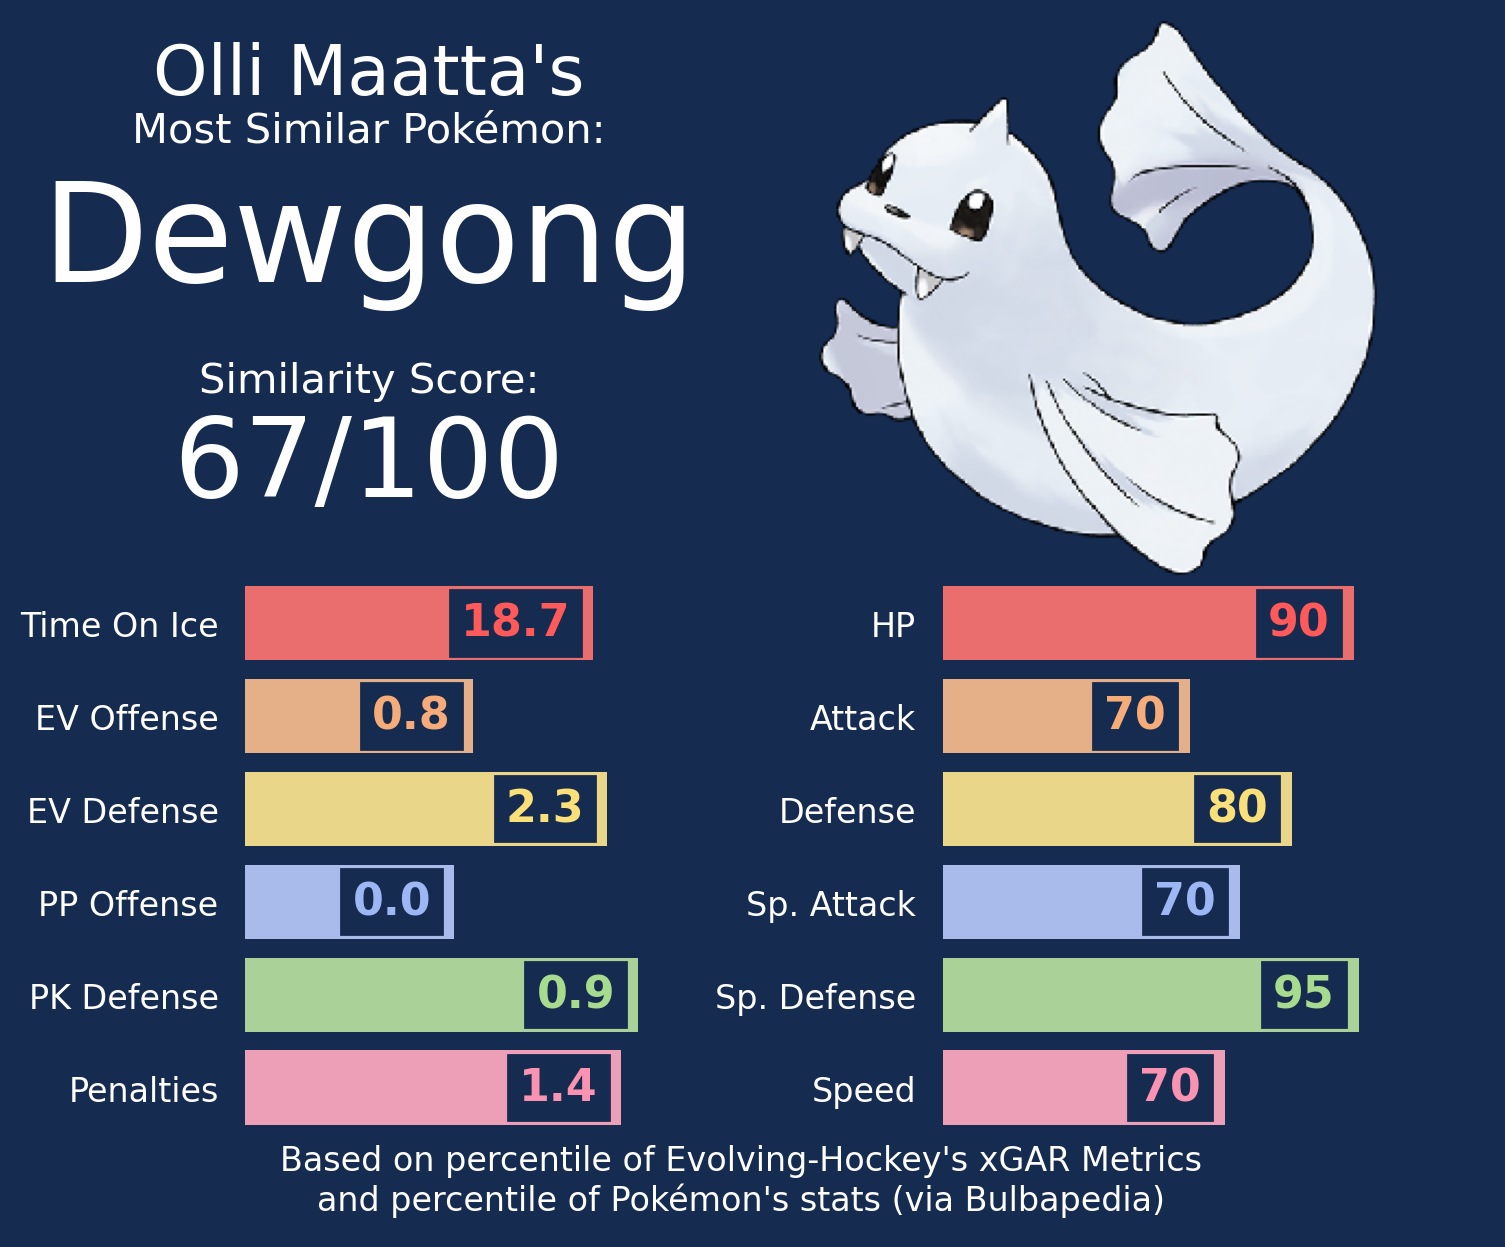 Olli Maatta's
Most Similar Pokémon:
Dewgong
Similarity Score:
67/100
Time On Ice 18.7
EV Offense 0.8
EV Defense 2.3
PP Offense 0.0
PK Defense 0.9
Penalties 1.4
HP 90
Attack 70
Defense 80
Sp. Attack 70
Sp. Defense 95
Speed 70
Based on percentile of Evolving-Hockey's xGAR Metrics
and percentile of Pokémon's stats (via Bulbapedia)